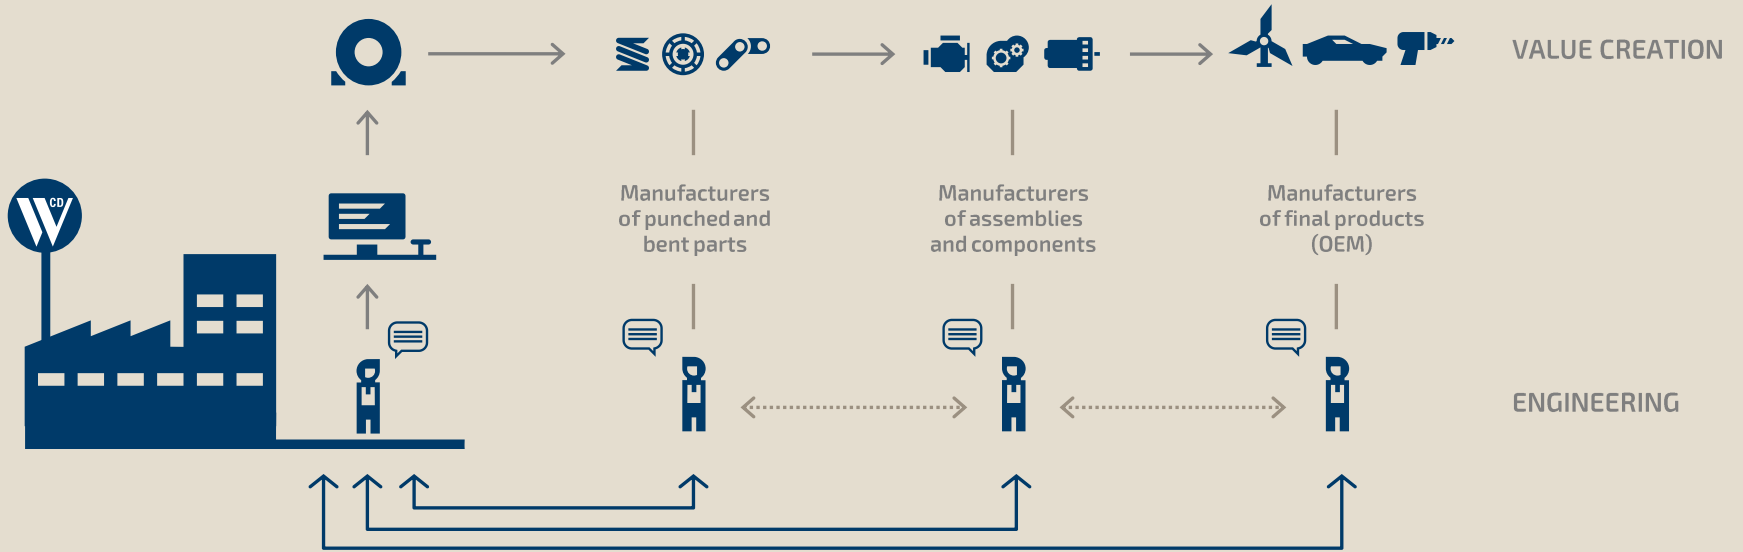 VALUE CREATION
CD
W
Manufacturers
of punched and
bent parts
Manufacturers
of assemblies
and components
Manufacturers
of final products
(OEM)
ENGINEERING